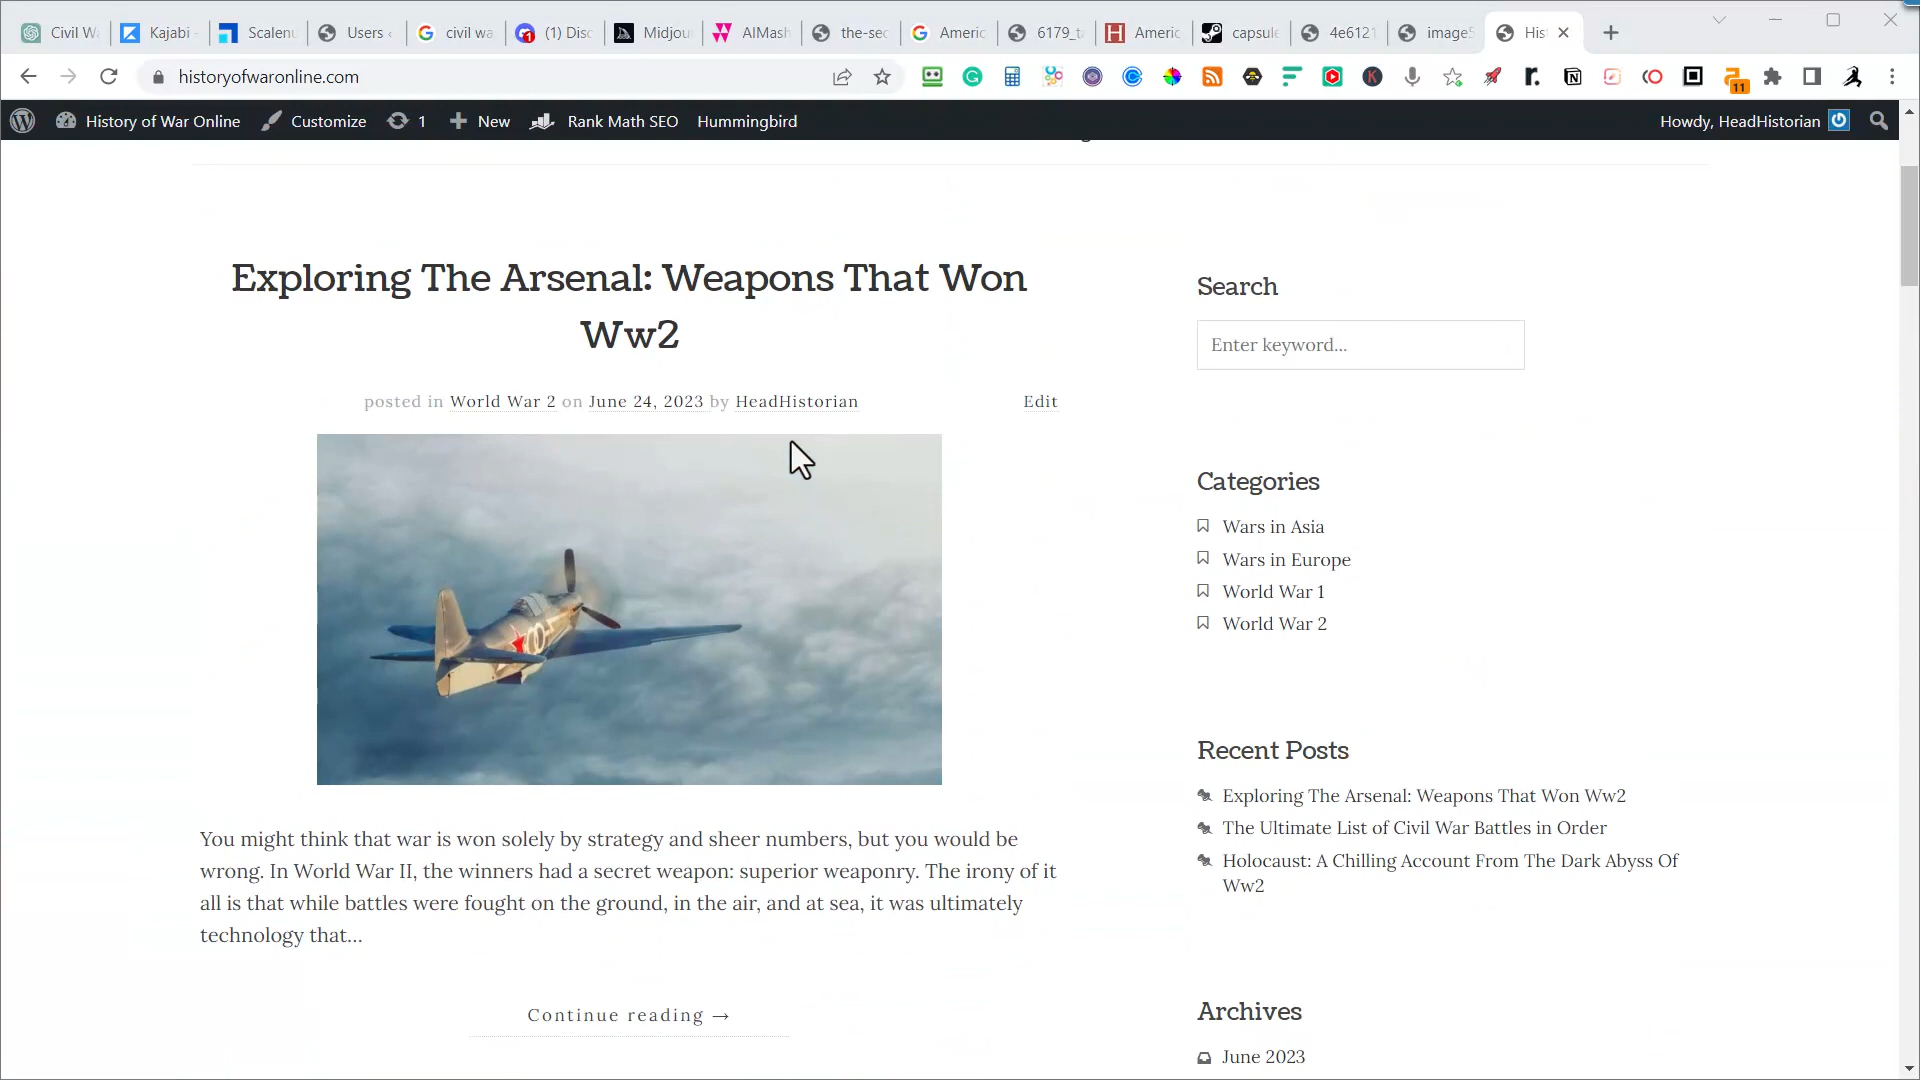 Civil Wa
Kajabi -
Scalenu
Users ‹
civil wa
(1) Disc
Midjou
AIMash
the-sec
Americ
6179_ta
Americ
capsule
4e6121
image5
His
historyofwaronline.com
11
History of War Online
Customize
1
New
Rank Math SEO
Hummingbird
Howdy, HeadHistorian
Exploring The Arsenal: Weapons That Won
Ww2
posted in World War 2 on June 24, 2023 by HeadHistorian
Edit
You might think that war is won solely by strategy and sheer numbers, but you would be
wrong. In World War II, the winners had a secret weapon: superior weaponry. The irony of it
all is that while battles were fought on the ground, in the air, and at sea, it was ultimately
technology that...
Continue reading →
Search
Enter keyword...
Categories
Wars in Asia
Wars in Europe
World War 1
World War 2
Recent Posts
Exploring The Arsenal: Weapons That Won Ww2
The Ultimate List of Civil War Battles in Order
Holocaust: A Chilling Account From The Dark Abyss Of
Ww2
Archives
June 2023